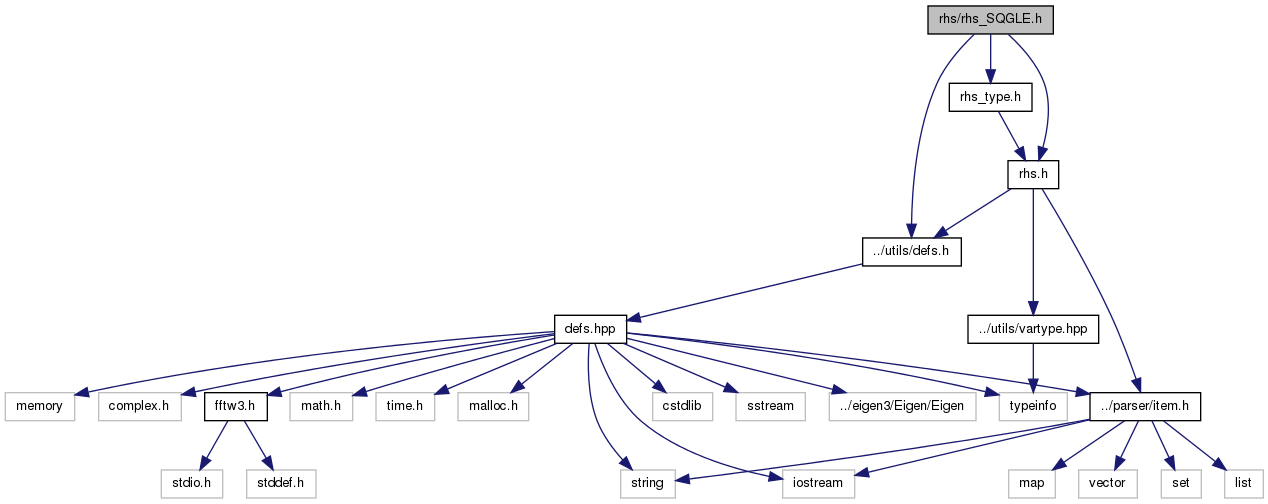 rhs/rhs_SQGLE.h
rhs_type.h
rhs.h
../utils/defs.h
defs.hpp
../utils/vartype.hpp
memory
complex.h
fftw3.h
math.h
time.h
malloc.h
cstdlib
sstream
../eigen3/Eigen/Eigen
typeinfo
../parser/item.h
stdio.h
stddef.h
string
iostream
map
vector
set
list